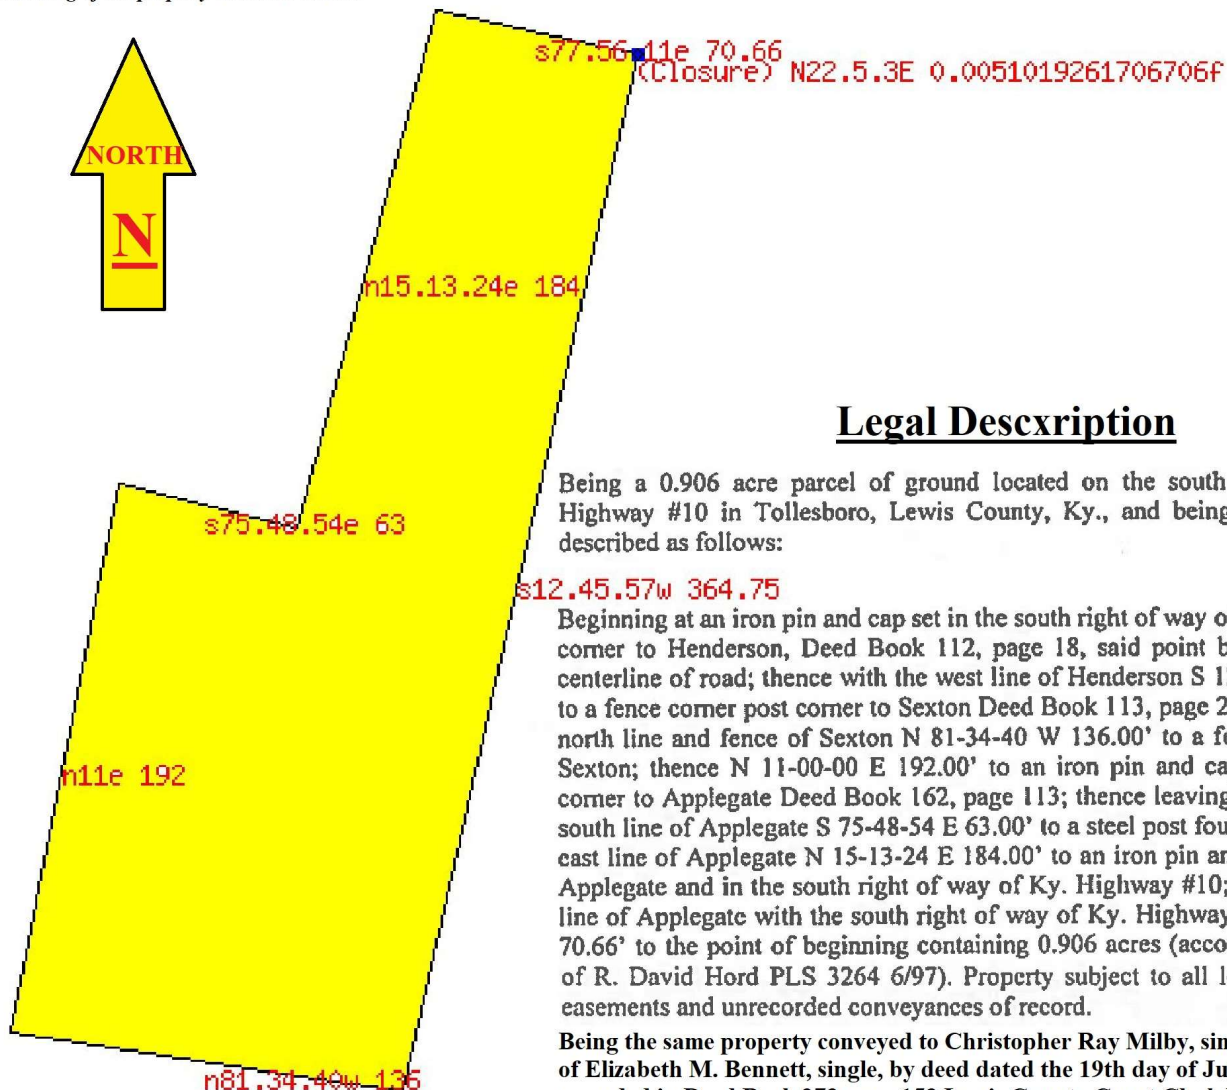 s77.56.11e 70.66
(Closure) N22.5.3E 0.0051019261706706f
NORTH
N
n15.13.24e 184
Legal Descxription
Being a 0.906 acre parcel of ground located on the south
Highway #10 in Tollesboro, Lewis County, Ky., and being
described as follows:
s75.48.54e 63
s12.45.57w 364.75
Beginning at an iron pin and cap set in the south right of way
corner to Henderson, Deed Book 112, page 18, said point
centerline of road; thence with the west line of Henderson S
to a fence corner post corner to Sexton Deed Book 113, page
north line and fence of Sexton N 81-34-40 W 136.00' to a
Sexton; thence N 11-00-00 E 192.00' to an iron pin and
corner to Applegate Deed Book 162, page 113; thence leaving
south line of Applegate S 75-48-54 E 63.00' to a steel post
east line of Applegate N 15-13-24 E 184.00' to an iron pin
Applegate and in the south right of way of Ky. Highway #10;
line of Applegate with the south right of way of Ky. Highway
70.66' to the point of beginning containing 0.906 acres
of R. David Hord PLS 3264 6/97). Property subject to all
easements and unrecorded conveyances of record.
n11e 192
Being the same property conveyed to Christopher Ray Milby,
of Elizabeth M. Bennett, single, by deed dated the 19th day of
n81.34.40w 136